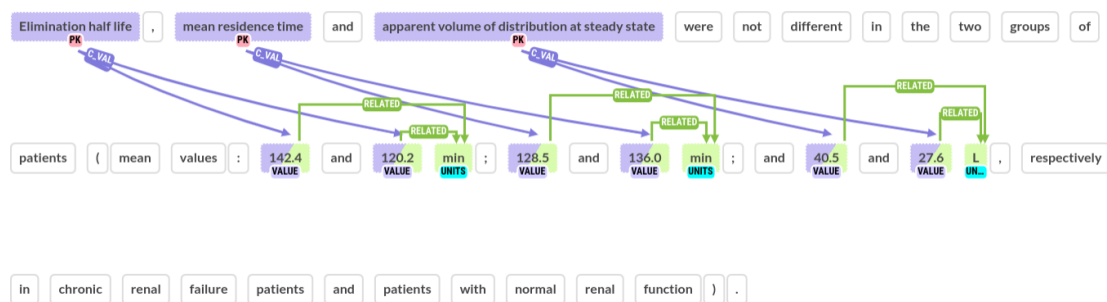 Elimination half life , mean residence time and apparent volume of distribution at steady state were not different in the two groups of
PK PK PK
C_VAL C_VAL C_VAL
RELATED RELATED RELATED RELATED RELATED RELATED
patients ( mean values : 142.4 and 120.2 min ; 128.5 and 136.0 min ; and 40.5 and 27.6 L , respectively
VALUE VALUE UNITS VALUE VALUE UNITS VALUE VALUE UN...
in chronic renal failure patients and patients with normal renal function ) .